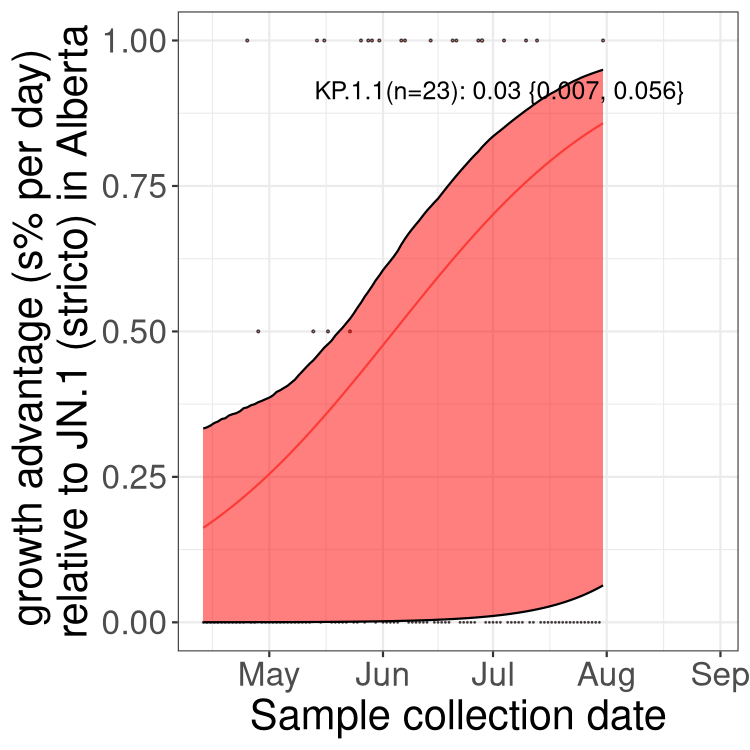 growth advantage (s% per day)
relative to JN.1 (stricto) in Alberta
1.00
0.75
0.50
0.25
0.00
KP.1.1(n=23): 0.03 {0.007, 0.056}
May Jun Jul Aug Sep
Sample collection date